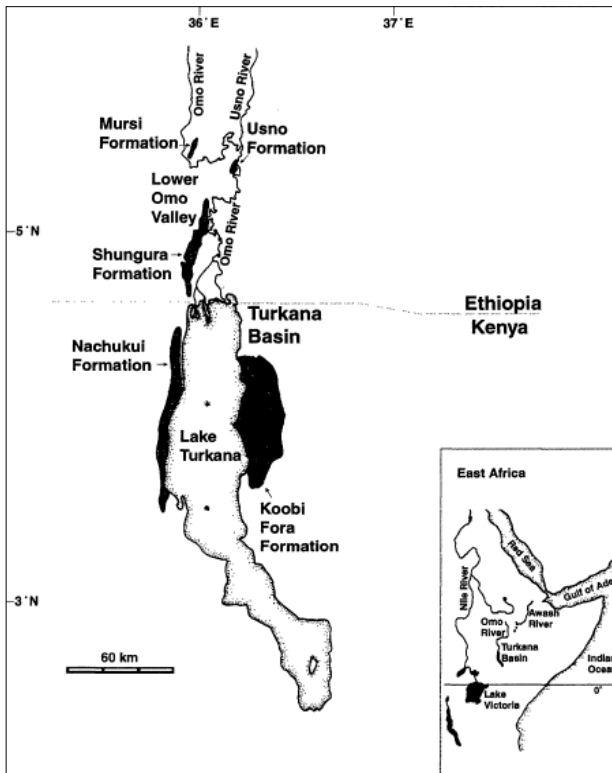 36˚E
37˚E
Omo River
Usno River
Mursi
Formation
Usno
Formation
Lower
Omo
Valley
5˚N
Omo River
Shungura
Formation
Ethiopia
Kenya
Turkana
Basin
Nachukui
Formation
Lake
Turkana
Koobi
Fora
Formation
3˚N
60 km
East Africa
Red Sea
Gulf of Ade
Nile River
Awash
River
Omo
River
Turkana
Basin
Indian
Ocea
0˚
Lake
Victoria